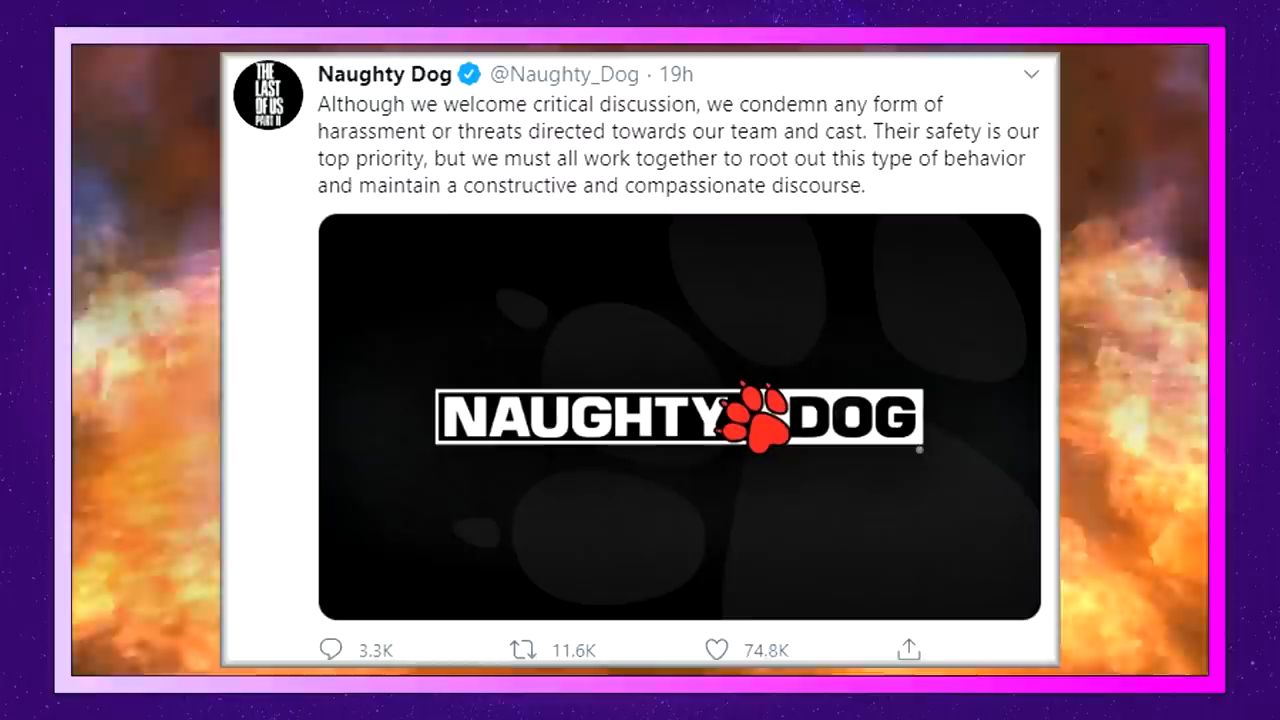 THE
LAST
OF US
PART II
Naughty Dog @Naughty_Dog · 19h
Although we welcome critical discussion, we condemn any form of
harassment or threats directed towards our team and cast. Their safety is our
top priority, but we must all work together to root out this type of behavior
and maintain a constructive and compassionate discourse.
NAUGHTY DOG
3.3K 11.6K 74.8K